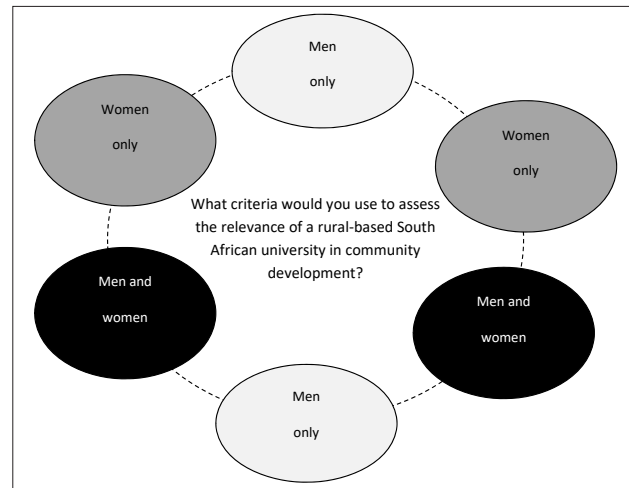 Men
only
Women
only
Women
only
What criteria would you use to assess
the relevance of a rural-based South
African university in community
development?
Men and
women
Men and
women
Men
only